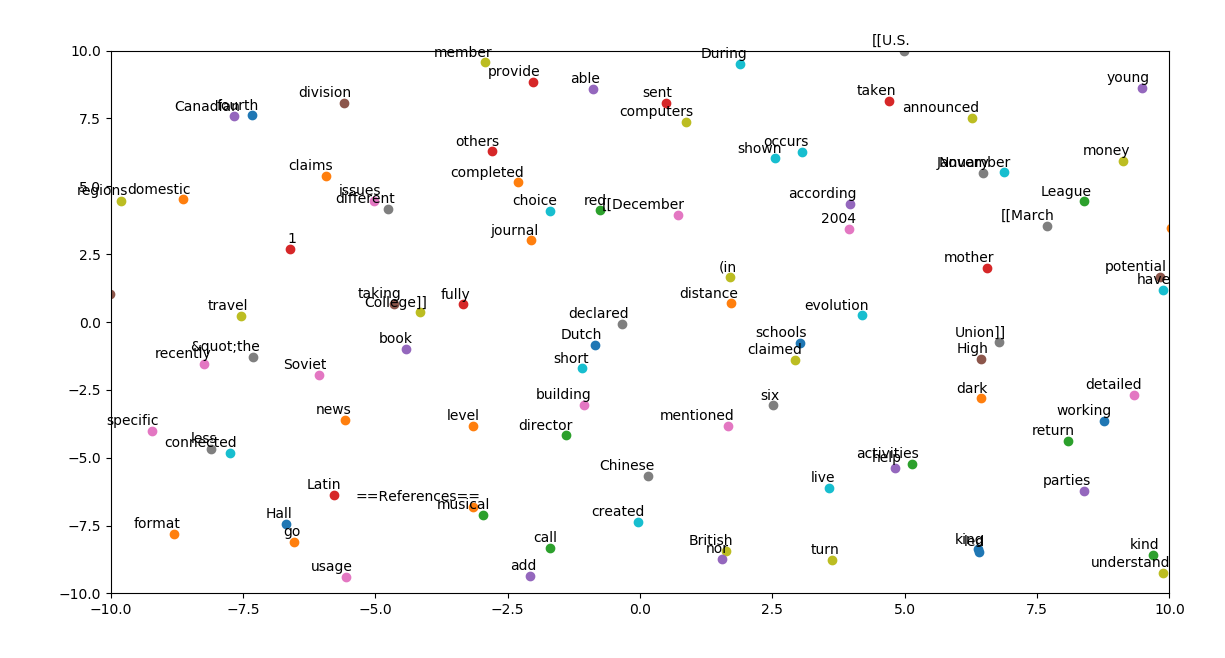 [[U.S.
10.0
member
During
provide
able
young
division
sent
taken
Canadian
fourth
computers
announced
7.5
others
shown
occurs
claims
completed
January
November
money
5.0
regions
domestic
issues
different
choice
red
[[December
according
League
journal
2004
[[March
1
2.5
(in
mother
potential
taking
College]]
fully
distance
have
travel
declared
evolution
0.0
book
Dutch
schools
Union]]
recently
&quot;the
Soviet
short
claimed
High
−2.5
building
six
dark
detailed
specific
news
level
director
mentioned
working
less
connected
return
−5.0
Chinese
activities
help
Latin
==References==
musical
live
parties
Hall
created
−7.5
format
go
call
British
nor
turn
king
led
kind
usage
add
understand
−10.0
−10.0 −7.5 −5.0 −2.5 0.0 2.5 5.0 7.5 10.0